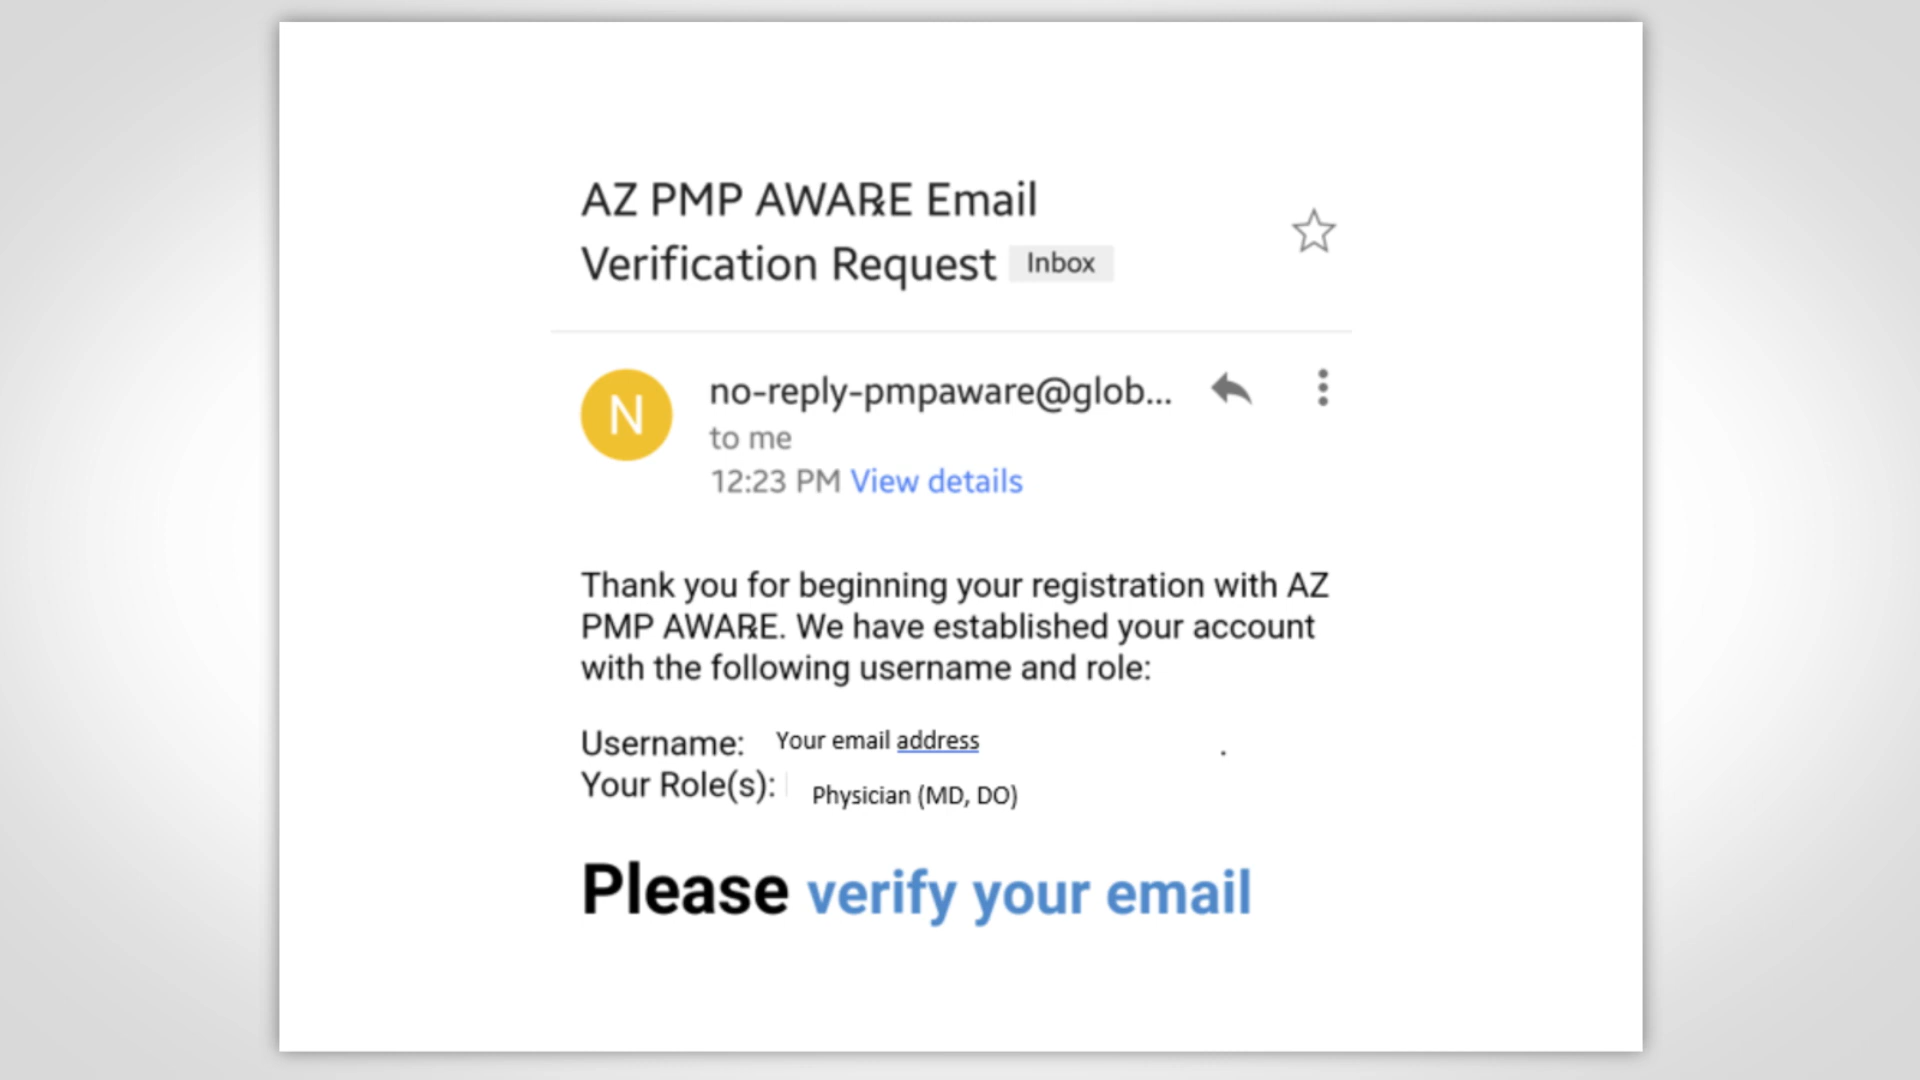 AZ PMP AWA℞E Email
Verification Request Inbox
N
no-reply-pmpaware@glob...
to me
12:23 PM View details
Thank you for beginning your registration with AZ
PMP AWA℞E. We have established your account
with the following username and role:
Username: Your email address .
Your Role(s): Physician (MD, DO)
Please verify your email